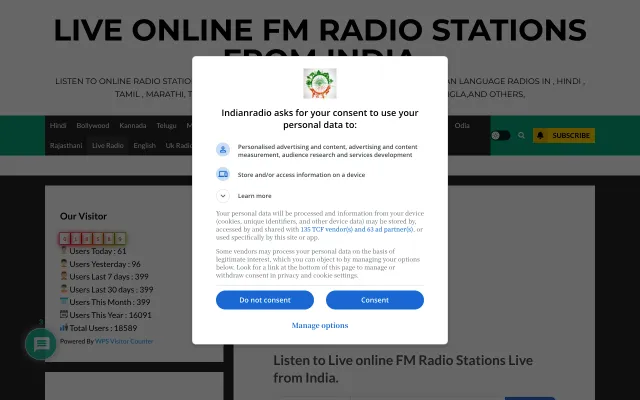 LIVE ONLINE FM RADIO STATIONS
FROM INDIA
LISTEN TO ONLINE RADIO STATIO
AN LANGUAGE RADIOS IN , HINDI ,
TAMIL , MARATHI, T
NGLA,AND OTHERS,
Hindi Bollywood Kannada Telugu M
Odia
Rajasthani Live Radio English Uk Radio
SUBSCRIBE
Indianradio asks for your consent to use your
personal data to:
Personalised advertising and content, advertising and content
measurement, audience research and services development
Store and/or access information on a device
Learn more
Your personal data will be processed and information from your device
(cookies, unique identifiers, and other device data) may be stored by,
accessed by and shared with 135 TCF vendor(s) and 63 ad partner(s), or
used specifically by this site or app.
Some vendors may process your personal data on the basis of
legitimate interest, which you can object to by managing your options
below. Look for a link at the bottom of this page to manage or
withdraw consent in privacy and cookie settings.
Do not consent
Consent
Manage options
Our Visitor
Users Today : 61
Users Yesterday : 96
Users Last 7 days : 399
Users Last 30 days : 399
Users This Month : 399
Users This Year : 16091
Total Users : 18589
Powered By WPS Visitor Counter
Listen to Live online FM Radio Stations Live
from India.